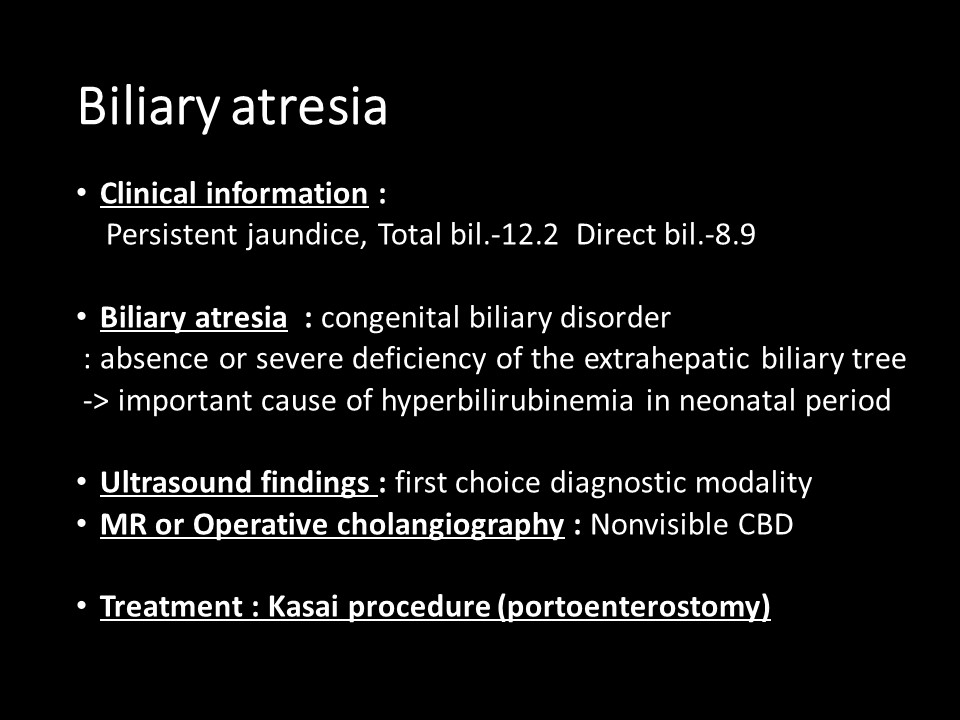 Biliary atresia
• Clinical information :
Persistent jaundice, Total bil.-12.2 Direct bil.-8.9
• Biliary atresia : congenital biliary disorder
: absence or severe deficiency of the extrahepatic biliary tree
-> important cause of hyperbilirubinemia in neonatal period
• Ultrasound findings : first choice diagnostic modality
• MR or Operative cholangiography : Nonvisible CBD
• Treatment : Kasai procedure (portoenterostomy)